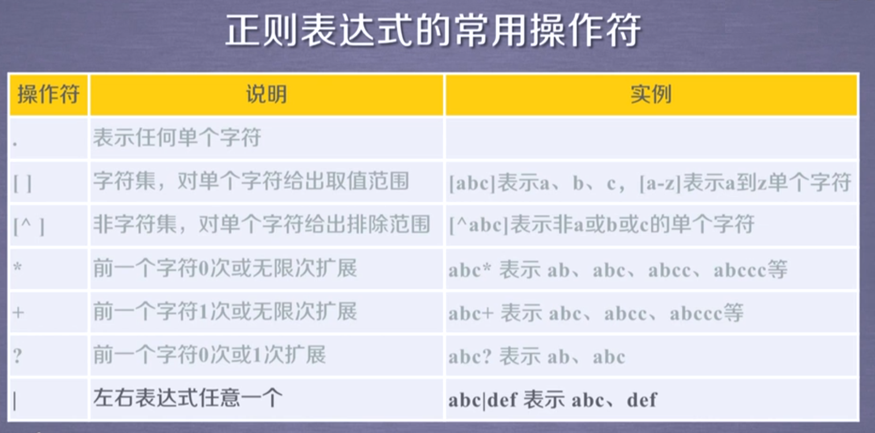 正则表达式的常用操作符
操作符 说明 实例
. 表示任何单个字符
[ ] 字符集，对单个字符给出取值范围 [abc]表示a、b、c，[a-z]表示a到z单个字符
[^ ] 非字符集，对单个字符给出排除范围 [^abc]表示非a或b或c的单个字符
* 前一个字符0次或无限次扩展 abc* 表示 ab、abc、abcc、abccc等
+ 前一个字符1次或无限次扩展 abc+ 表示 abc、abcc、abccc等
? 前一个字符0次或1次扩展 abc? 表示 ab、abc
| 左右表达式任意一个 abc|def 表示 abc、def